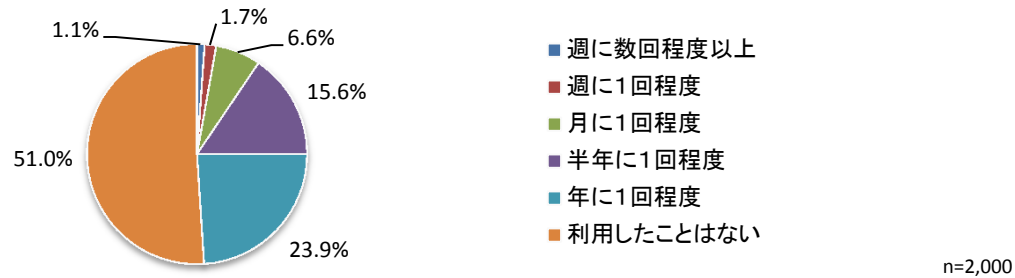 1.1%
1.7%
6.6%
15.6%
23.9%
51.0%
週に数回程度以上
週に1回程度
月に1回程度
半年に1回程度
年に1回程度
利用したことはない
n=2,000